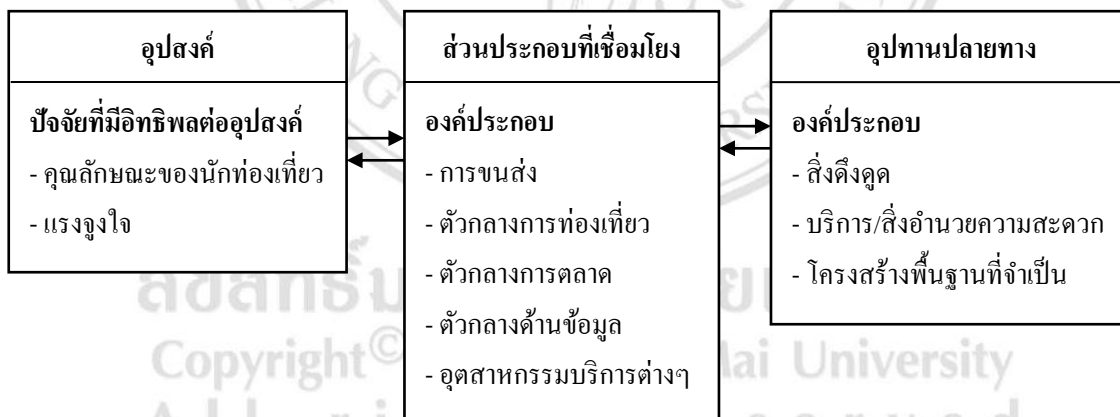 อุปสงค์
ปัจจัยที่มีอิทธิพลต่ออุปสงค์
- คุณลักษณะของนักท่องเที่ยว
- แรงจูงใจ
ส่วนประกอบที่เชื่อมโยง
องค์ประกอบ
- การขนส่ง
- ตัวกลางการท่องเที่ยว
- ตัวกลางการตลาด
- ตัวกลางด้านข้อมูล
- อุตสาหกรรมบริการต่างๆ
อุปทานปลายทาง
องค์ประกอบ
- สิ่งดึงดูด
- บริการ/สิ่งอำนวยความสะดวก
- โครงสร้างพื้นฐานที่จำเป็น
Copyright© Mai University